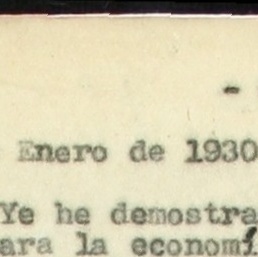 -
Enero de 1930
Ye he demostra
ara la economí